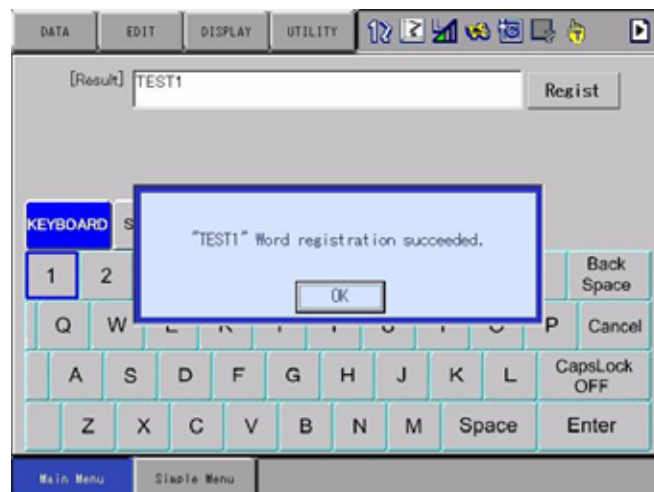 DATA EDIT DISPLAY UTILITY
[Result] TEST1 Regist
"TEST1" Word registration succeeded.
OK
KEYBOARD S
1 2 Back Space
Q W P Cancel
A S D F G H J K L CapsLock OFF
Z X C V B N M Space Enter
Main Menu Simple Menu